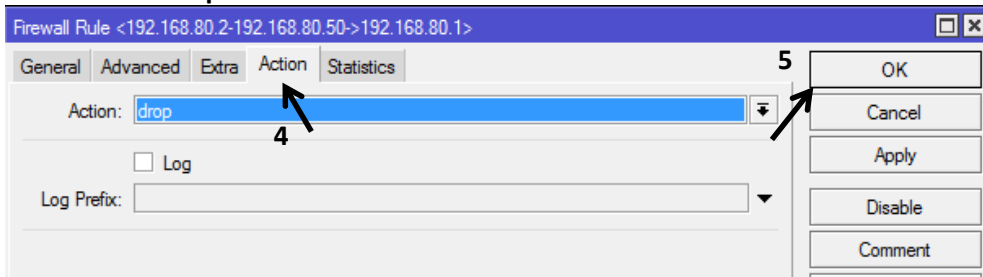 Firewall Rule <192.168.80.2-192.168.80.50->192.168.80.1>
General Advanced Extra Action Statistics
5
OK
Action: drop
Cancel
4
Log
Apply
Log Prefix:
Disable
Comment